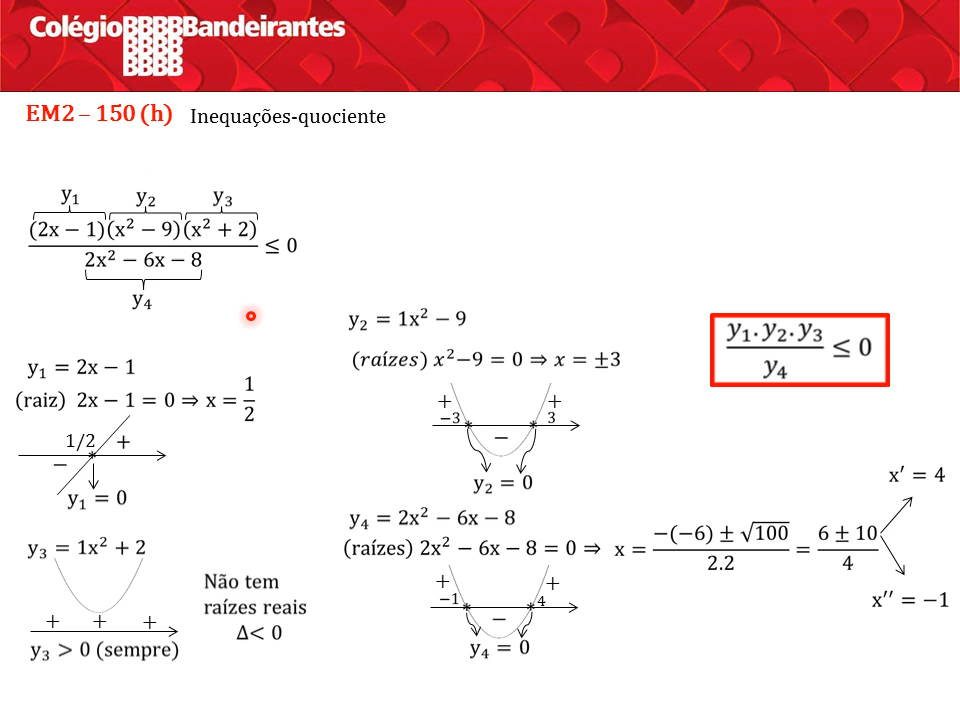 Colégio Bandeirantes
BBBB
BBBB
BBBB
BBBB
EM2 – 150 (h) Inequações-quociente
y₁ y₂ y₃
(2x − 1)(x² − 9)(x² + 2)
≤ 0
2x² − 6x − 8
y₄
y₂ = 1x² − 9
y₁.y₂.y₃
≤ 0
y₄
y₁ = 2x − 1
(raízes) x²−9 = 0 ⇒ x = ±3
(raiz) 2x − 1 = 0 ⇒ x = 1/2
+ +
−3 3
−
y₂ = 0
1/2 +
−
y₁ = 0
y₃ = 1x² + 2
+ + +
y₃ > 0 (sempre)
Não tem
raízes reais
Δ< 0
y₄ = 2x² − 6x − 8
(raízes) 2x² − 6x − 8 = 0 ⇒ x = −(−6) ± √100 / 2.2 = 6 ± 10 / 4
x′ = 4
x′′ = −1
+ +
−1 4
−
y₄ = 0